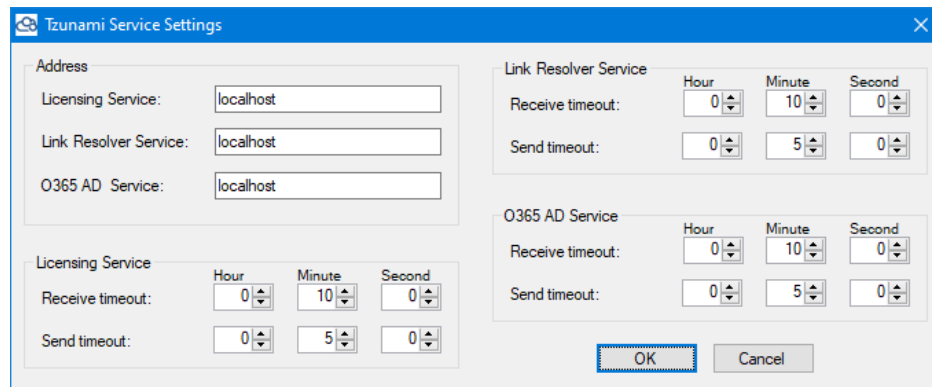 Tzunami Service Settings
Address
Licensing Service: localhost
Link Resolver Service: localhost
O365 AD  Service: localhost
Licensing Service
Hour Minute Second
Receive timeout: 0 10 0
Send timeout: 0 5 0
Link Resolver Service
Hour Minute Second
Receive timeout: 0 10 0
Send timeout: 0 5 0
O365 AD Service
Hour Minute Second
Receive timeout: 0 10 0
Send timeout: 0 5 0
OK Cancel